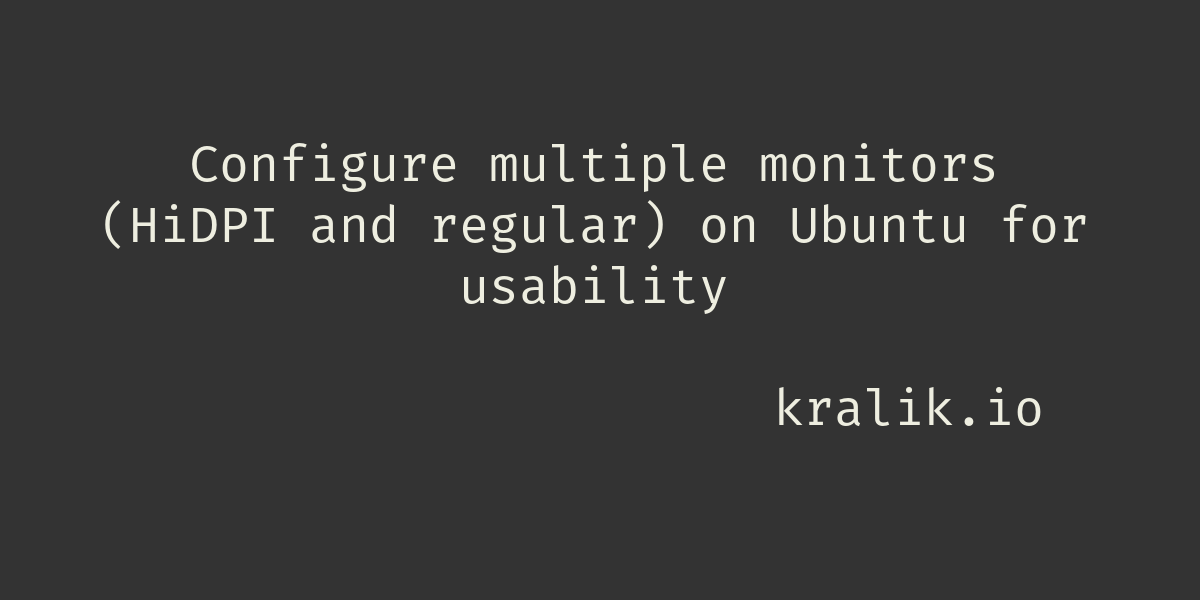 Configure multiple monitors
(HiDPI and regular) on Ubuntu for
usability
kralik.io